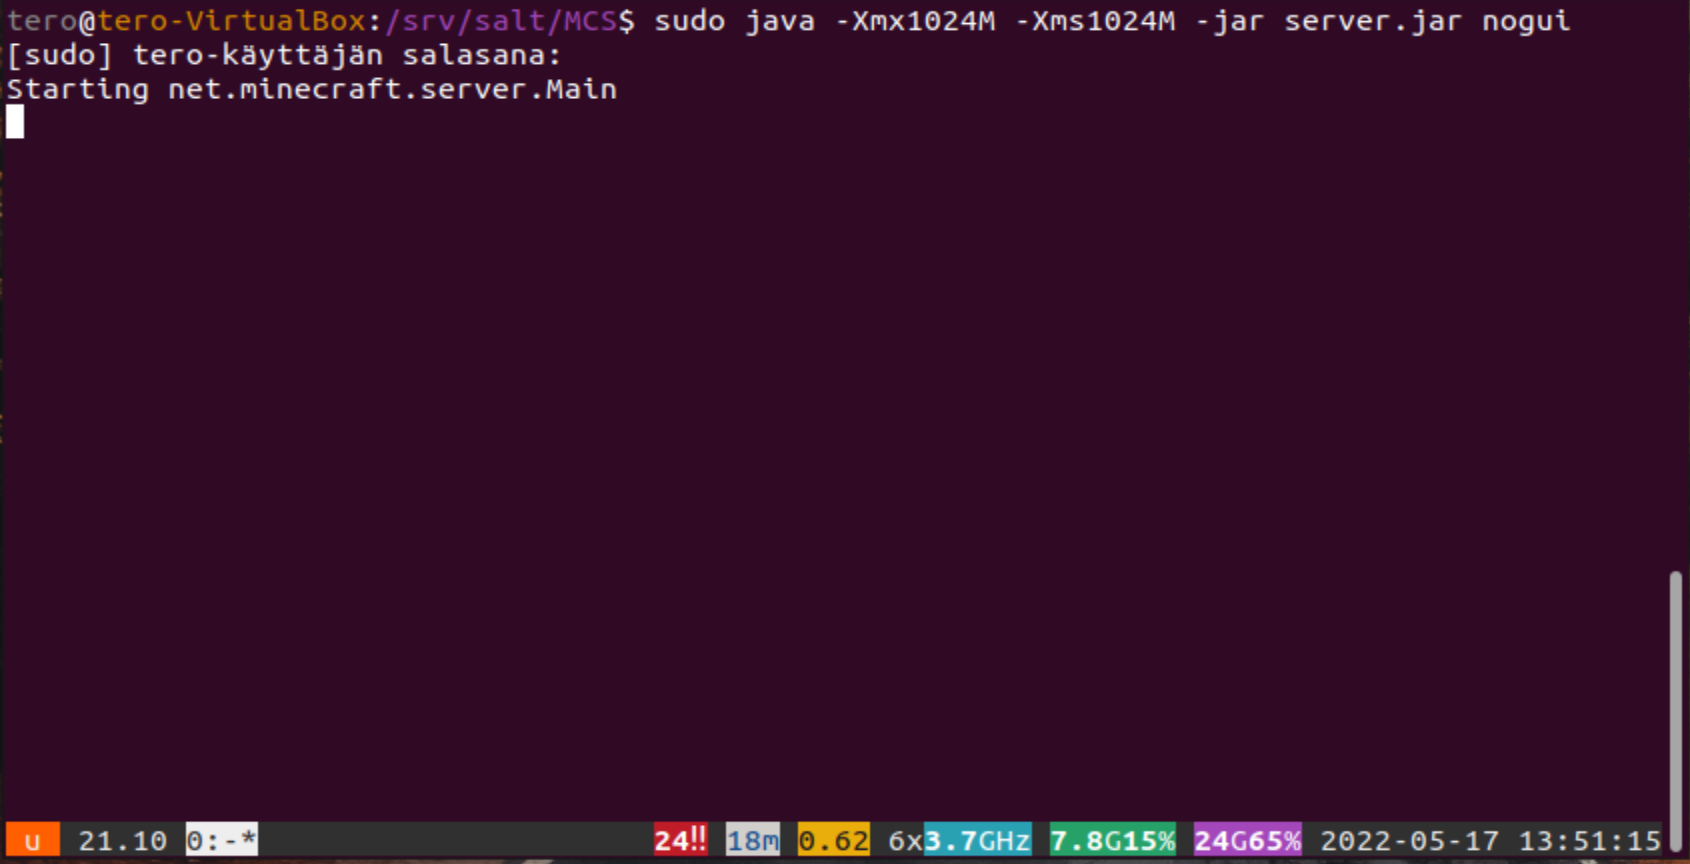 tero@tero-VirtualBox:/srv/salt/MCS$ sudo java -Xmx1024M -Xms1024M -jar server.jar nogui
[sudo] tero-käyttäjän salasana:
Starting net.minecraft.server.Main
u 21.10 0:-* 24!! 18m 0.62 6x3.7GHz 7.8G15% 24G65% 2022-05-17 13:51:15